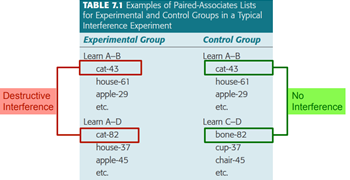 TABLE 7.1 Examples of Paired-Associates Lists
for Experimental and Control Groups in a Typical
Interference Experiment
Experimental Group Control Group
Learn A–B Learn A–B
cat-43 cat-43
house-61 house-61
apple-29 apple-29
etc. etc.
Destructive
Interference
No
Interference
Learn A–D Learn C–D
cat-82 bone-82
house-37 cup-37
apple-45 chair-45
etc. etc.